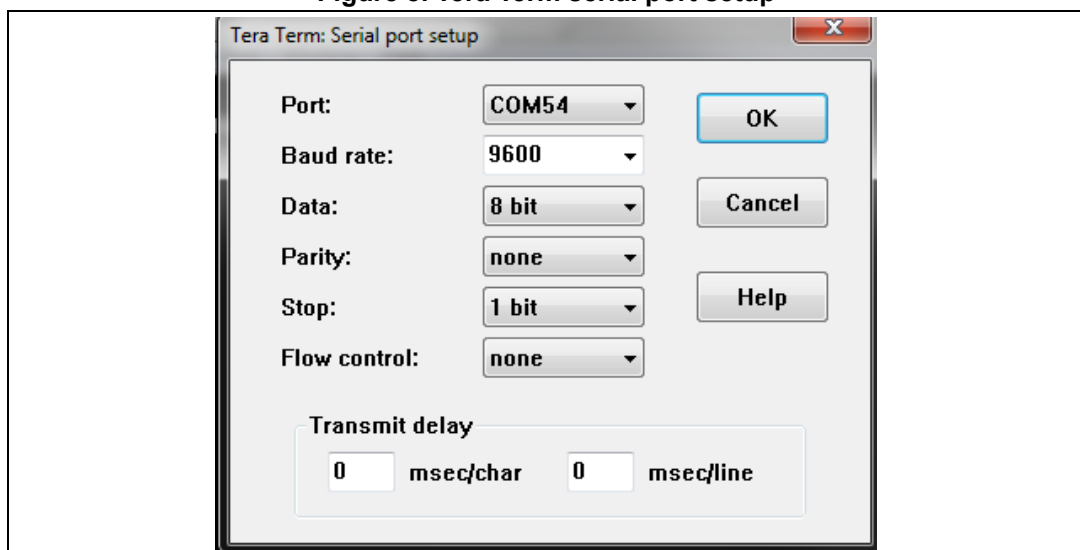 Tera Term: Serial port setup
Port: COM54
OK
Baud rate: 9600
Data: 8 bit
Cancel
Parity: none
Stop: 1 bit
Help
Flow control: none
Transmit delay
0 msec/char 0 msec/line